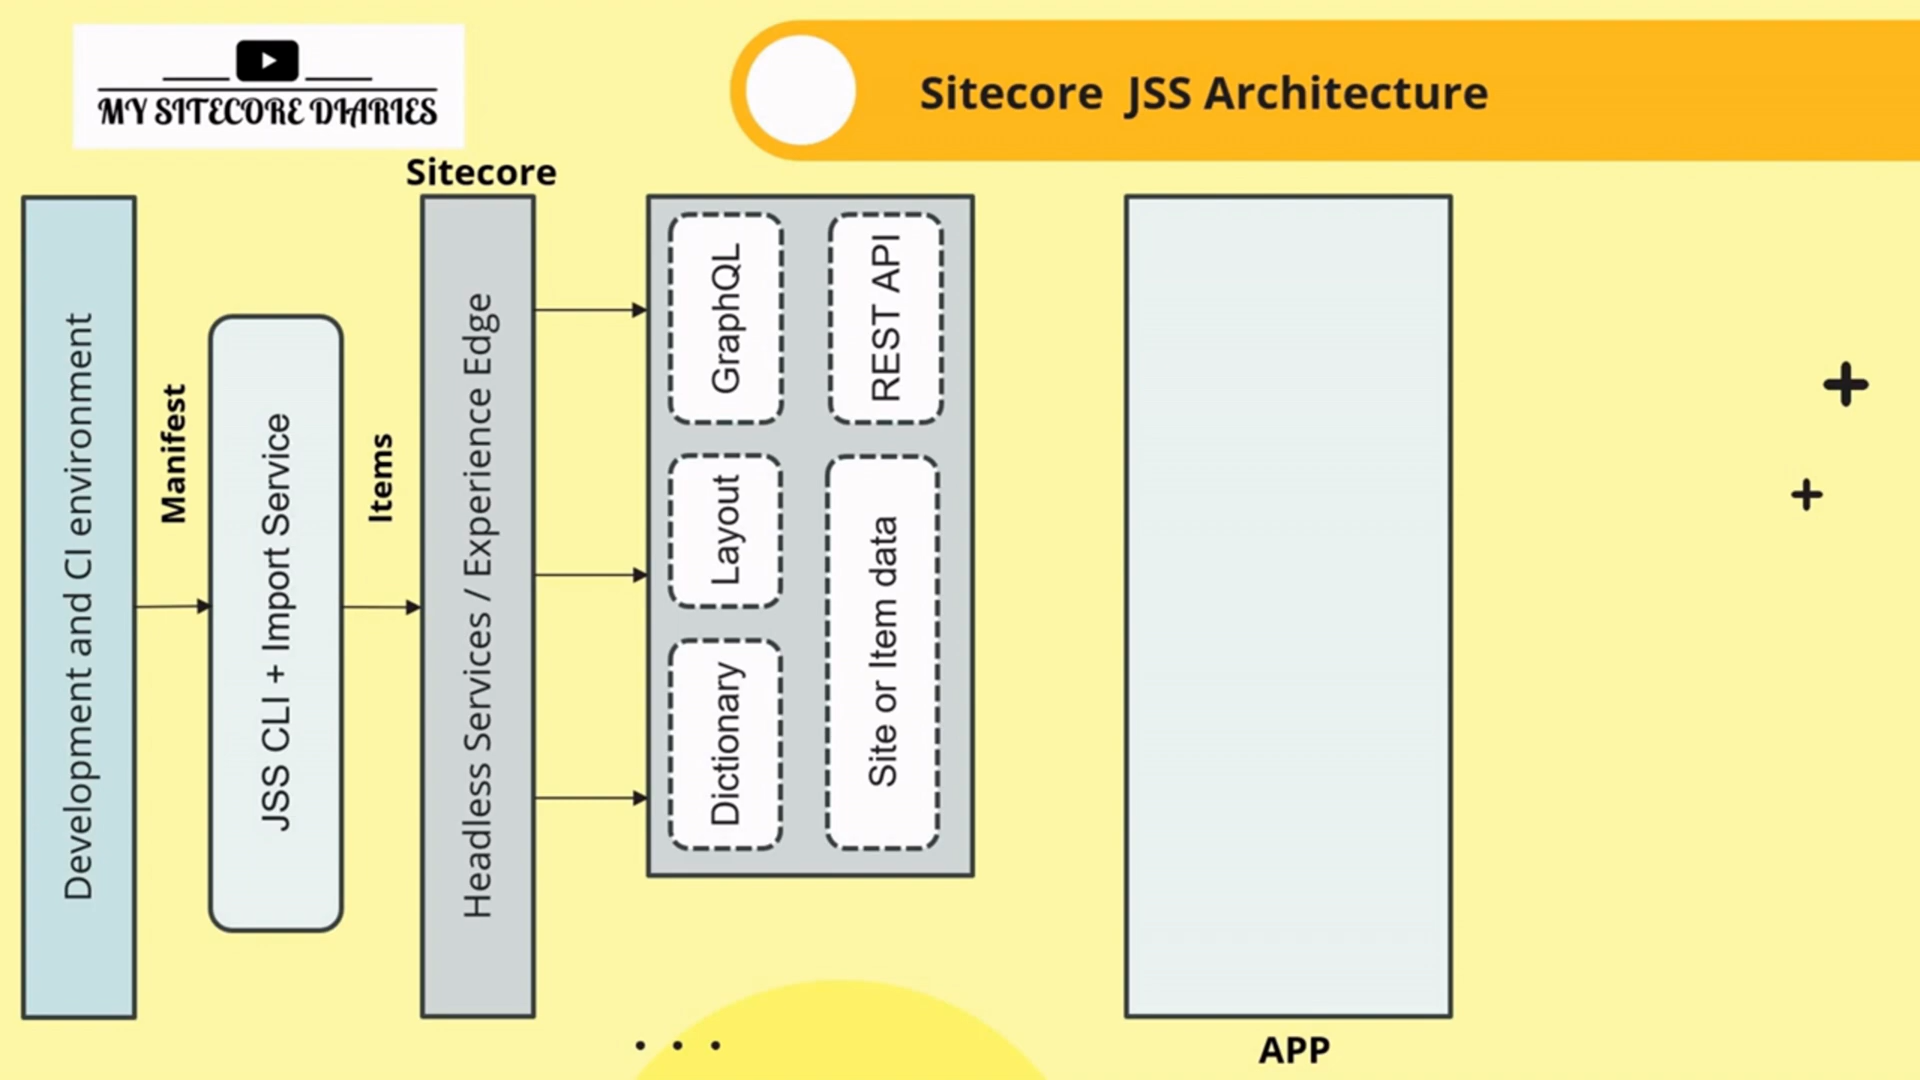 MY SITECORE DIARIES
Sitecore JSS Architecture
Sitecore
Development and CI environment
Manifest
JSS CLI + Import Service
Items
Headless Services / Experience Edge
GraphQL
REST API
Layout
Site or Item data
Dictionary
APP